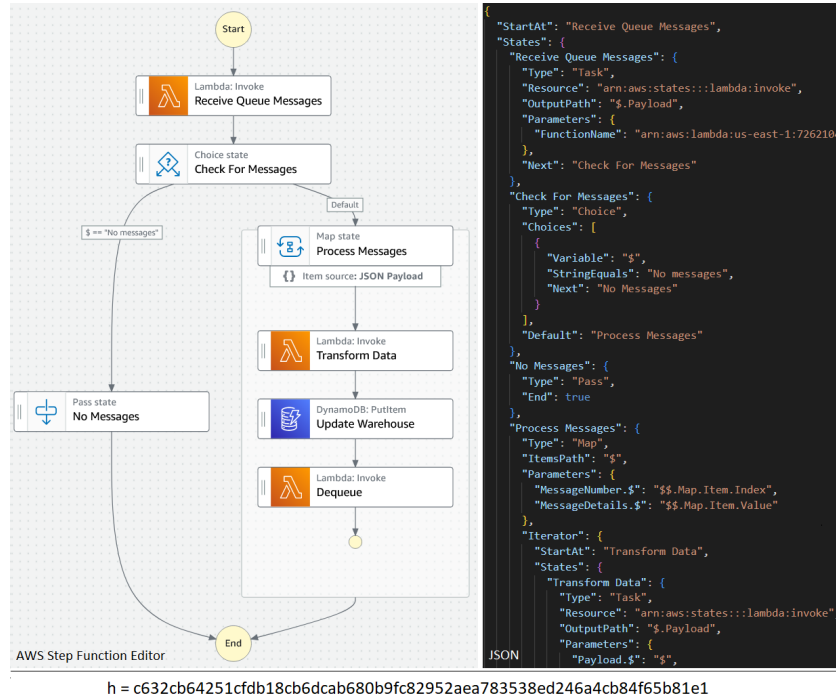 Start
Lambda: Invoke
Receive Queue Messages
Choice state
Check For Messages
Default
$ == "No messages"
Map state
Process Messages
{} Item source: JSON Payload
Lambda: Invoke
Transform Data
Pass state
No Messages
DynamoDB: PutItem
Update Warehouse
Lambda: Invoke
Dequeue
End
AWS Step Function Editor
{
"StartAt": "Receive Queue Messages",
"States": {
"Receive Queue Messages": {
"Type": "Task",
"Resource": "arn:aws:states:::lambda:invoke",
"OutputPath": "$.Payload",
"Parameters": {
"FunctionName": "arn:aws:lambda:us-east-1:726210
},
"Next": "Check For Messages"
},
"Check For Messages": {
"Type": "Choice",
"Choices": [
{
"Variable": "$",
"StringEquals": "No messages",
"Next": "No Messages"
}
],
"Default": "Process Messages"
},
"No Messages": {
"Type": "Pass",
"End": true
},
"Process Messages": {
"Type": "Map",
"ItemsPath": "$",
"Parameters": {
"MessageNumber.$": "$$.Map.Item.Index",
"MessageDetails.$": "$$.Map.Item.Value"
},
"Iterator": {
"StartAt": "Transform Data",
"States": {
"Transform Data": {
"Type": "Task",
"Resource": "arn:aws:states:::lambda:invoke"
"OutputPath": "$.Payload",
"Parameters": {
"Payload.$": "$",
JSON
h = c632cb64251cfdb18cb6dcab680b9fc82952aea783538ed246a4cb84f65b81e1